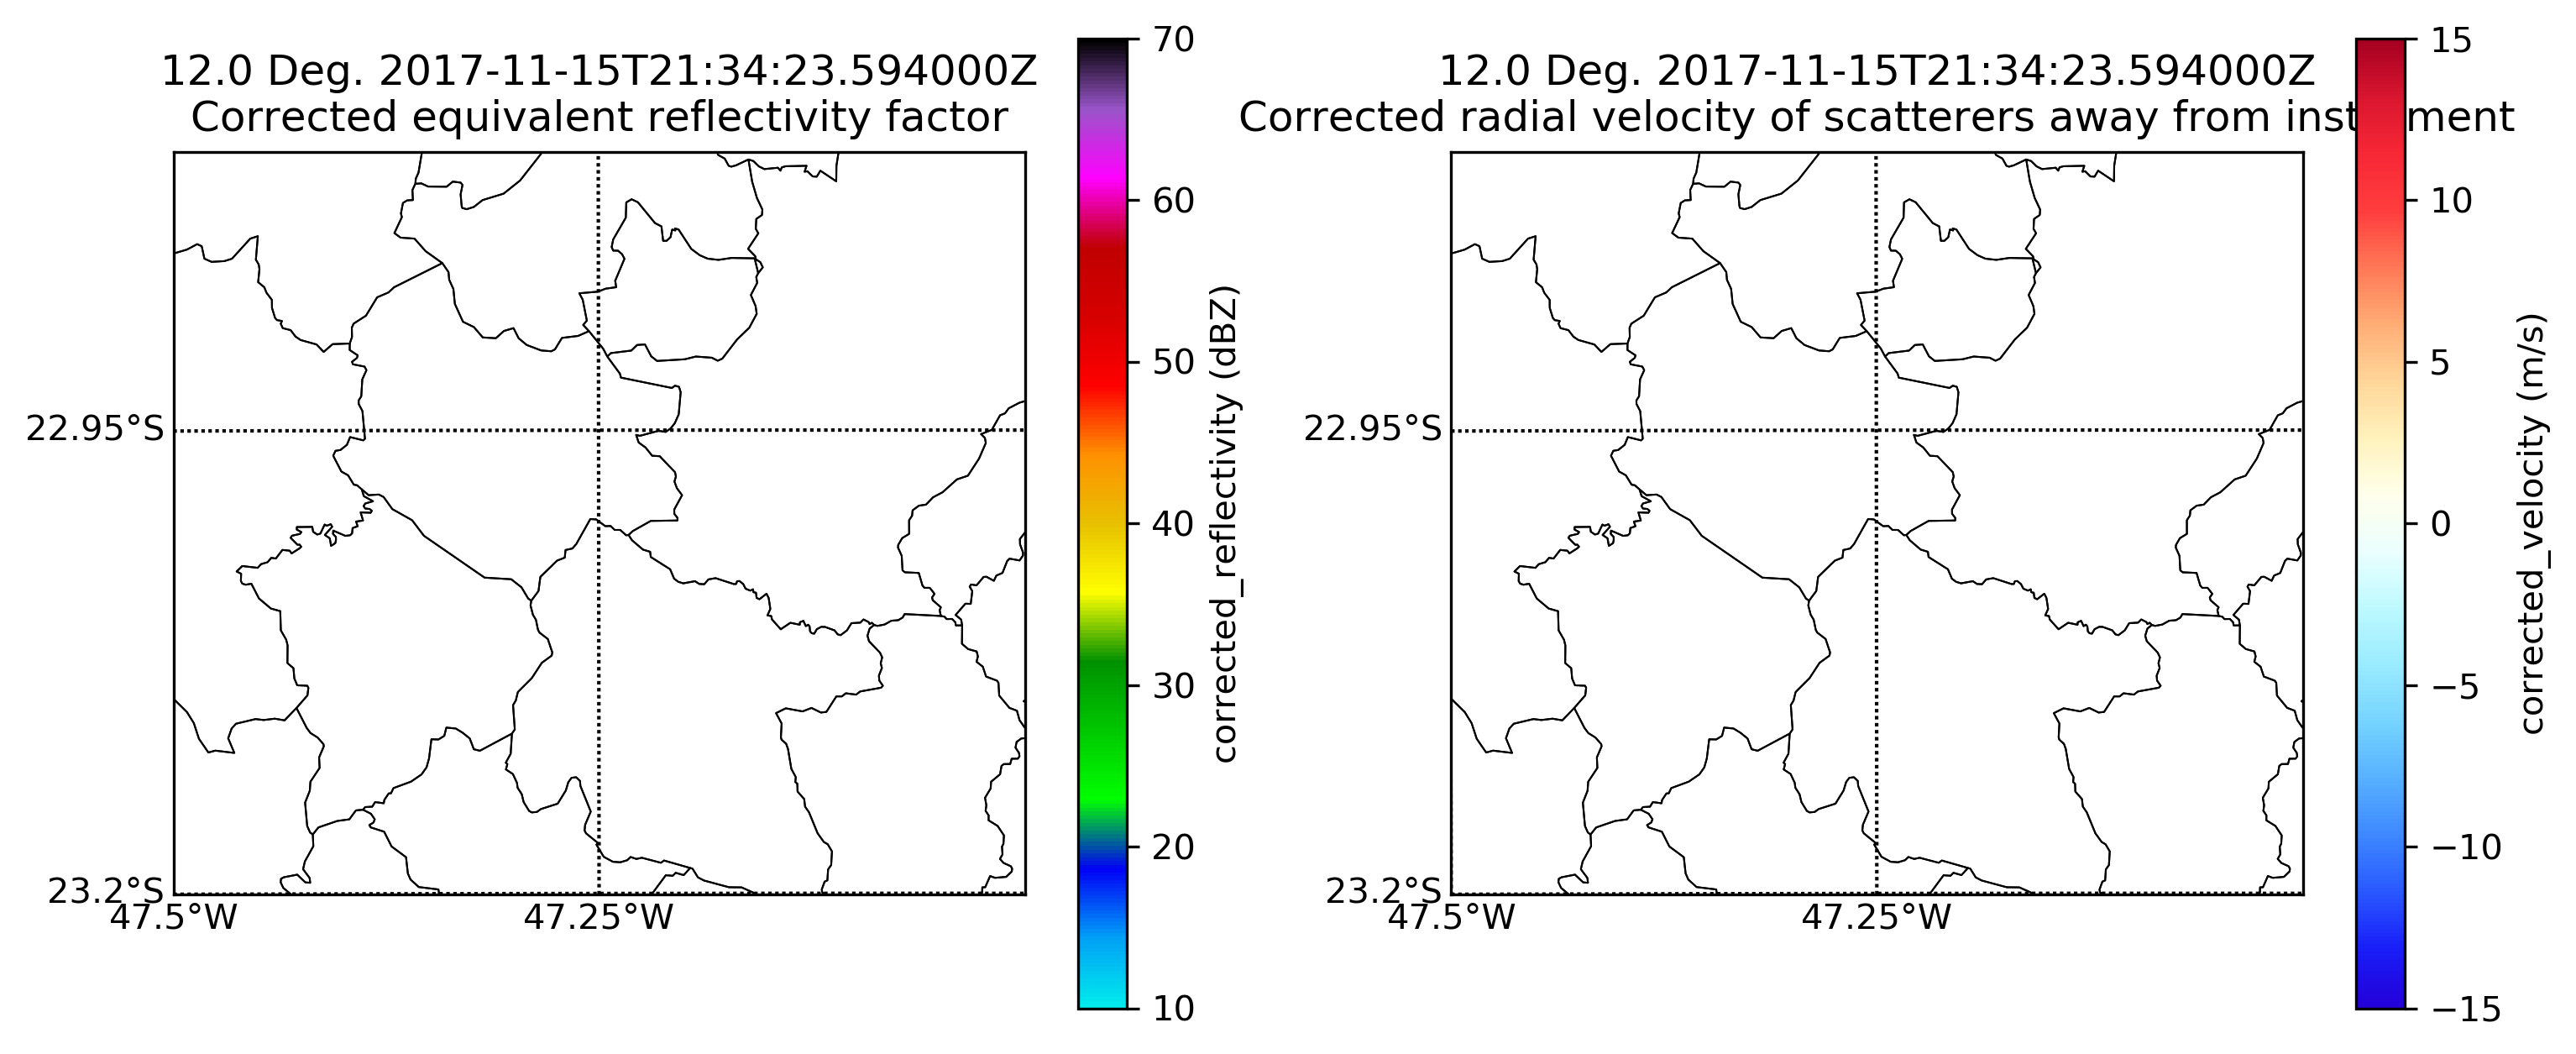 12.0 Deg. 2017-11-15T21:34:23.594000Z
Corrected equivalent reflectivity factor
22.95°S
23.2°S
47.5°W
47.25°W
70
60
50
40
30
20
10
corrected_reflectivity (dBZ)
12.0 Deg. 2017-11-15T21:34:23.594000Z
Corrected radial velocity of scatterers away from inst ment
22.95°S
23.2°S
47.5°W
47.25°W
15
10
5
0
−5
−10
−15
corrected_velocity (m/s)